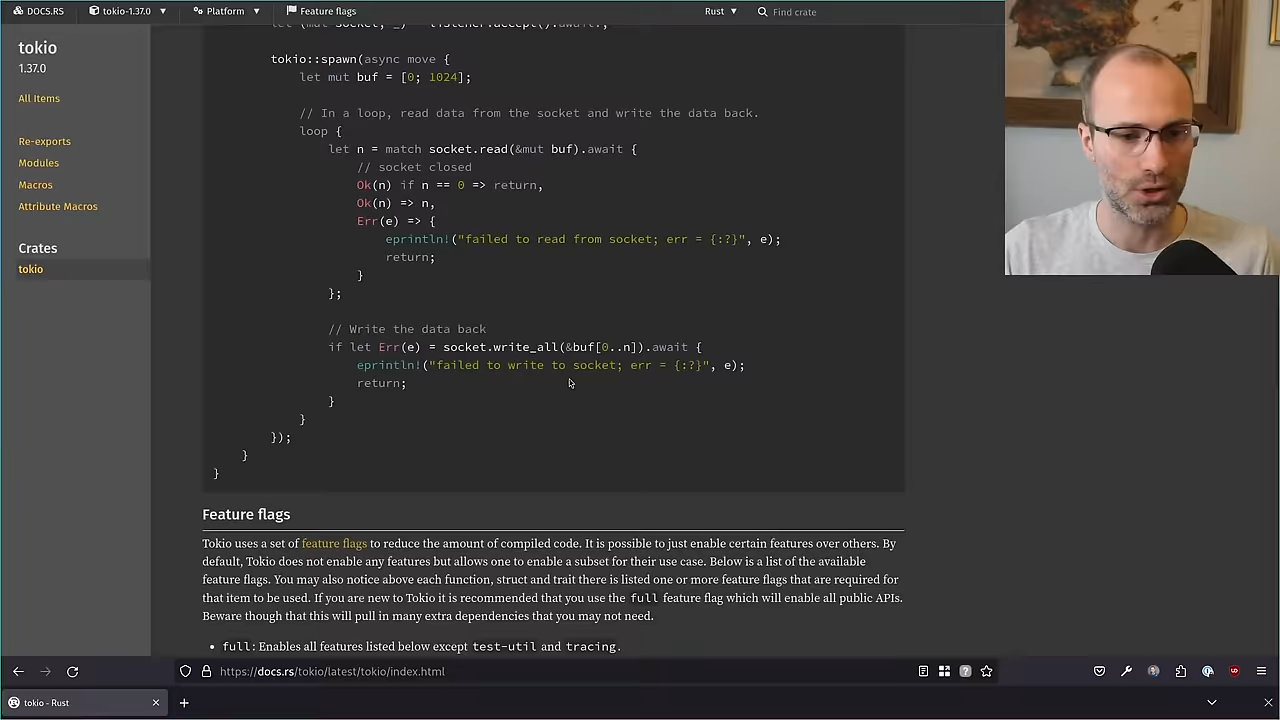 DOCS.RS tokio-1.37.0 Platform Feature flags Rust Find crate
tokio
1.37.0
All Items
Re-exports
Modules
Macros
Attribute Macros
Crates
tokio
let (mut socket, _) = listener.accept().await?;
tokio::spawn(async move {
let mut buf = [0; 1024];
// In a loop, read data from the socket and write the data back.
loop {
let n = match socket.read(&mut buf).await {
// socket closed
Ok(n) if n == 0 => return,
Ok(n) => n,
Err(e) => {
eprintln!("failed to read from socket; err = {:?}", e);
return;
}
};
// Write the data back
if let Err(e) = socket.write_all(&buf[0..n]).await {
eprintln!("failed to write to socket; err = {:?}", e);
return;
}
}
});
}
}
Feature flags
Tokio uses a set of feature flags to reduce the amount of compiled code. It is possible to just enable certain features over others. By
default, Tokio does not enable any features but allows one to enable a subset for their use case. Below is a list of the available
feature flags. You may also notice above each function, struct and trait there is listed one or more feature flags that are required for
that item to be used. If you are new to Tokio it is recommended that you use the full feature flag which will enable all public APIs.
Beware though that this will pull in many extra dependencies that you may not need.
• full: Enables all features listed below except test-util and tracing.
https://docs.rs/tokio/latest/tokio/index.html
tokio - Rust